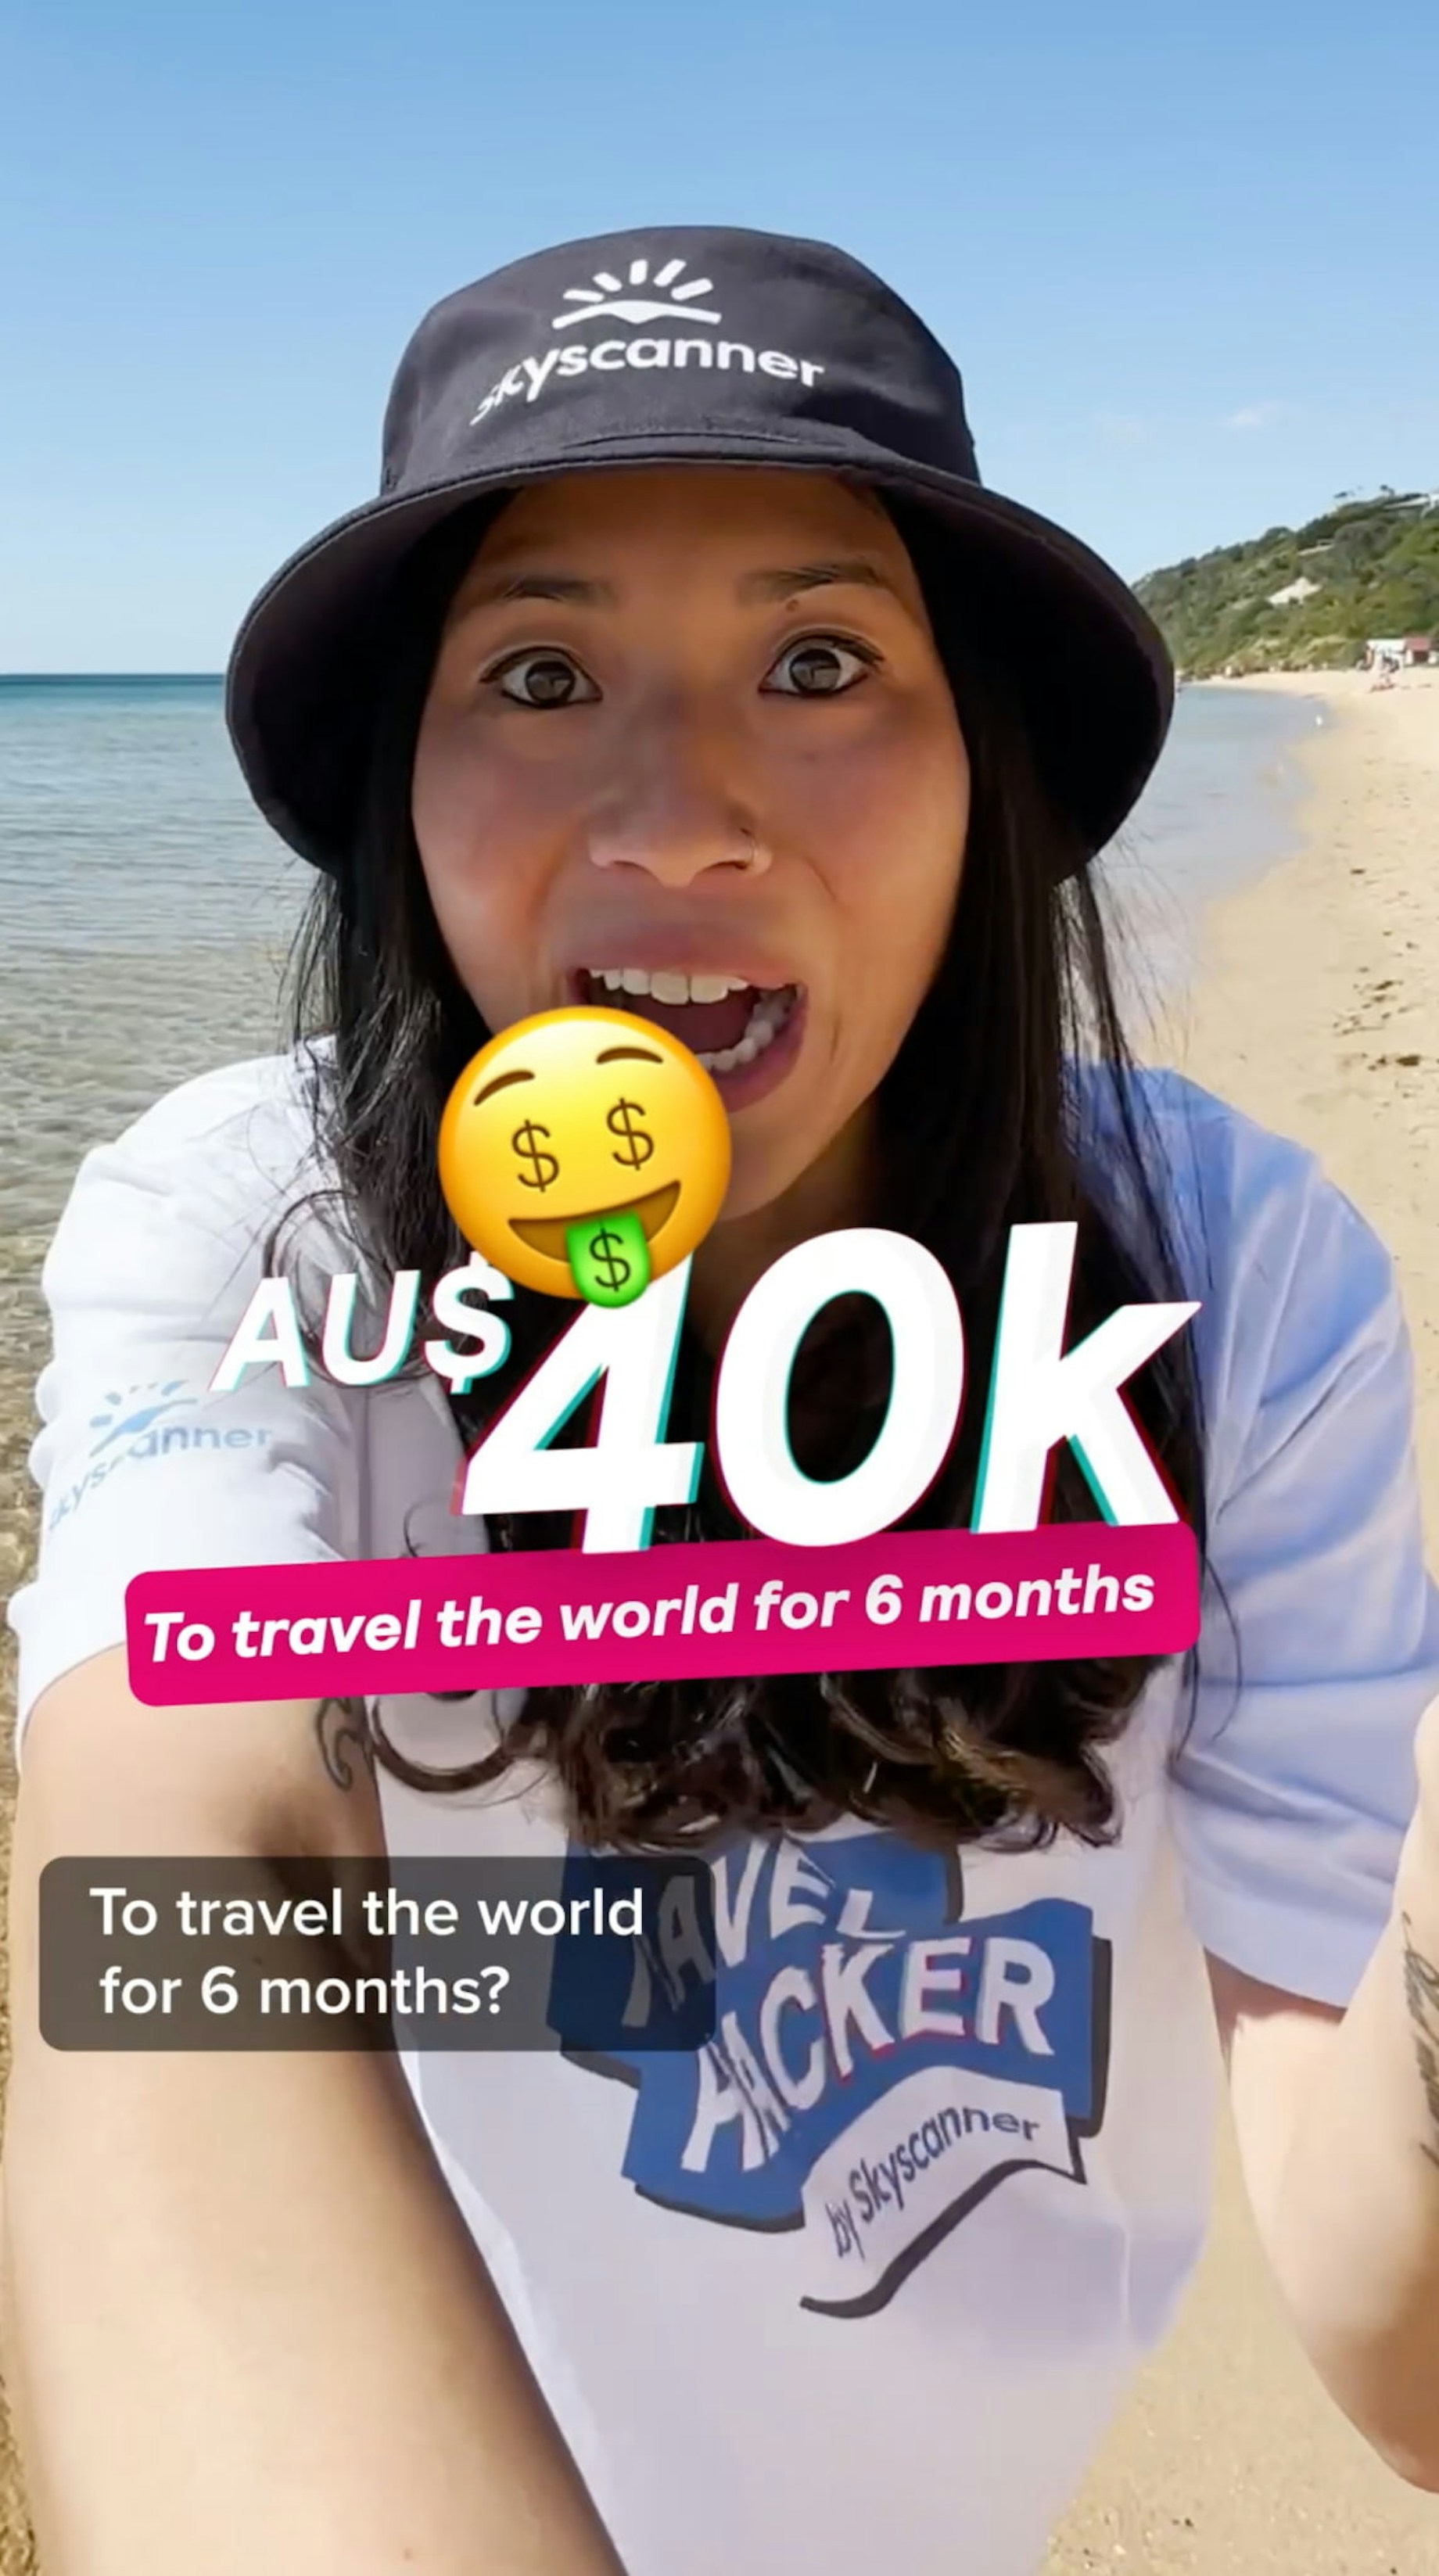 skyscanner
AU$40k
To travel the world for 6 months
To travel the world
for 6 months?
HACKER
by Skyscanner